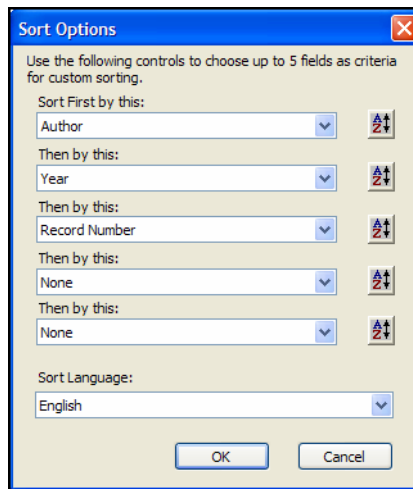 Sort Options
Use the following controls to choose up to 5 fields as criteria
for custom sorting.
Sort First by this:
Author
A
Z
Then by this:
Year
A
Z
Then by this:
Record Number
A
Z
Then by this:
None
A
Z
Then by this:
None
A
Z
Sort Language:
English
OK Cancel